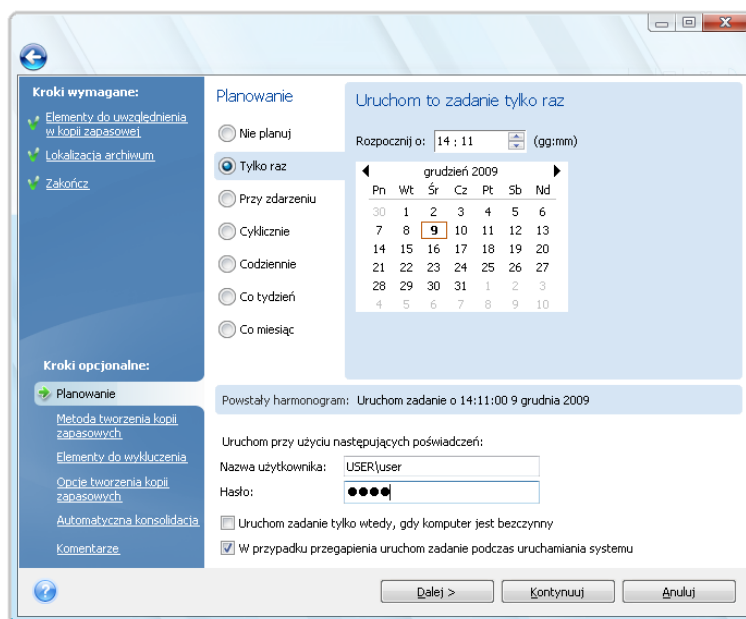 Kroki wymagane:
Elementy do uwzględnienia
w kopii zapasowej
Lokalizacja archiwum
Zakończ
Kroki opcjonalne:
Planowanie
Metoda tworzenia kopii
zapasowych
Elementy do wykluczenia
Opcje tworzenia kopii
zapasowych
Automatyczna konsolidacja
Komentarze
Planowanie
Nie planuj
Tylko raz
Przy zdarzeniu
Cyklicznie
Codziennie
Co tydzień
Co miesiąc
Uruchom to zadanie tylko raz
Rozpocznij o: 14 : 11 (gg:mm)
grudzień 2009
Pn Wt Śr Cz Pt Sb Nd
30 1 2 3 4 5 6
7 8 9 10 11 12 13
14 15 16 17 18 19 20
21 22 23 24 25 26 27
28 29 30 31 1 2 3
4 5 6 7 8 9 10
Powstały harmonogram: Uruchom zadanie o 14:11:00 9 grudnia 2009
Uruchom przy użyciu następujących poświadczeń:
Nazwa użytkownika: USER\user
Hasło: ●●●●
Uruchom zadanie tylko wtedy, gdy komputer jest bezczynny
W przypadku przegapienia uruchom zadanie podczas uruchamiania systemu
Dalej > Kontynuuj Anuluj